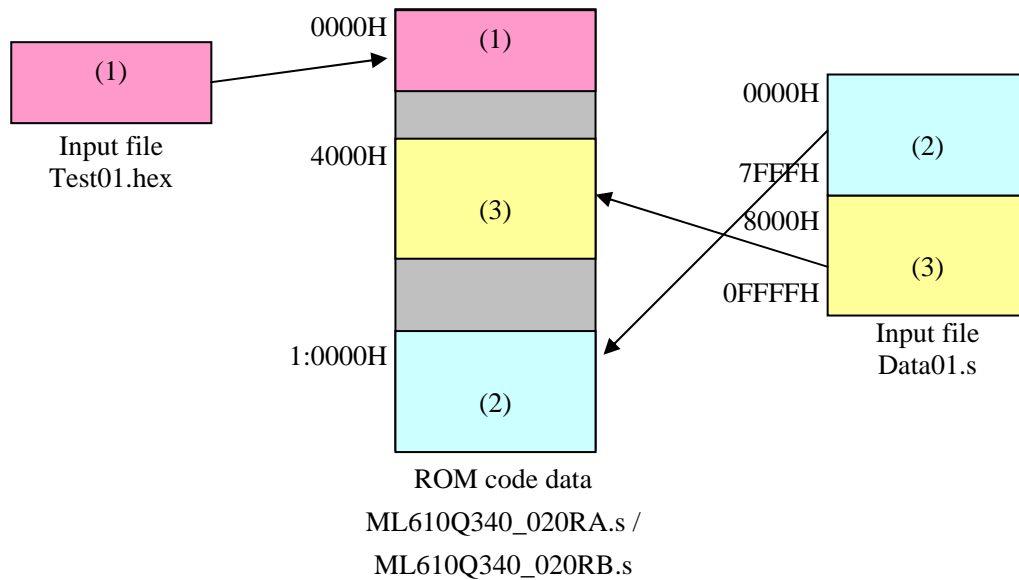 (1)
Input file
Test01.hex
0000H
(1)
4000H
(3)
1:0000H
(2)
ROM code data
ML610Q340_020RA.s /
ML610Q340_020RB.s
0000H
(2)
7FFFH
8000H
(3)
0FFFFH
Input file
Data01.s